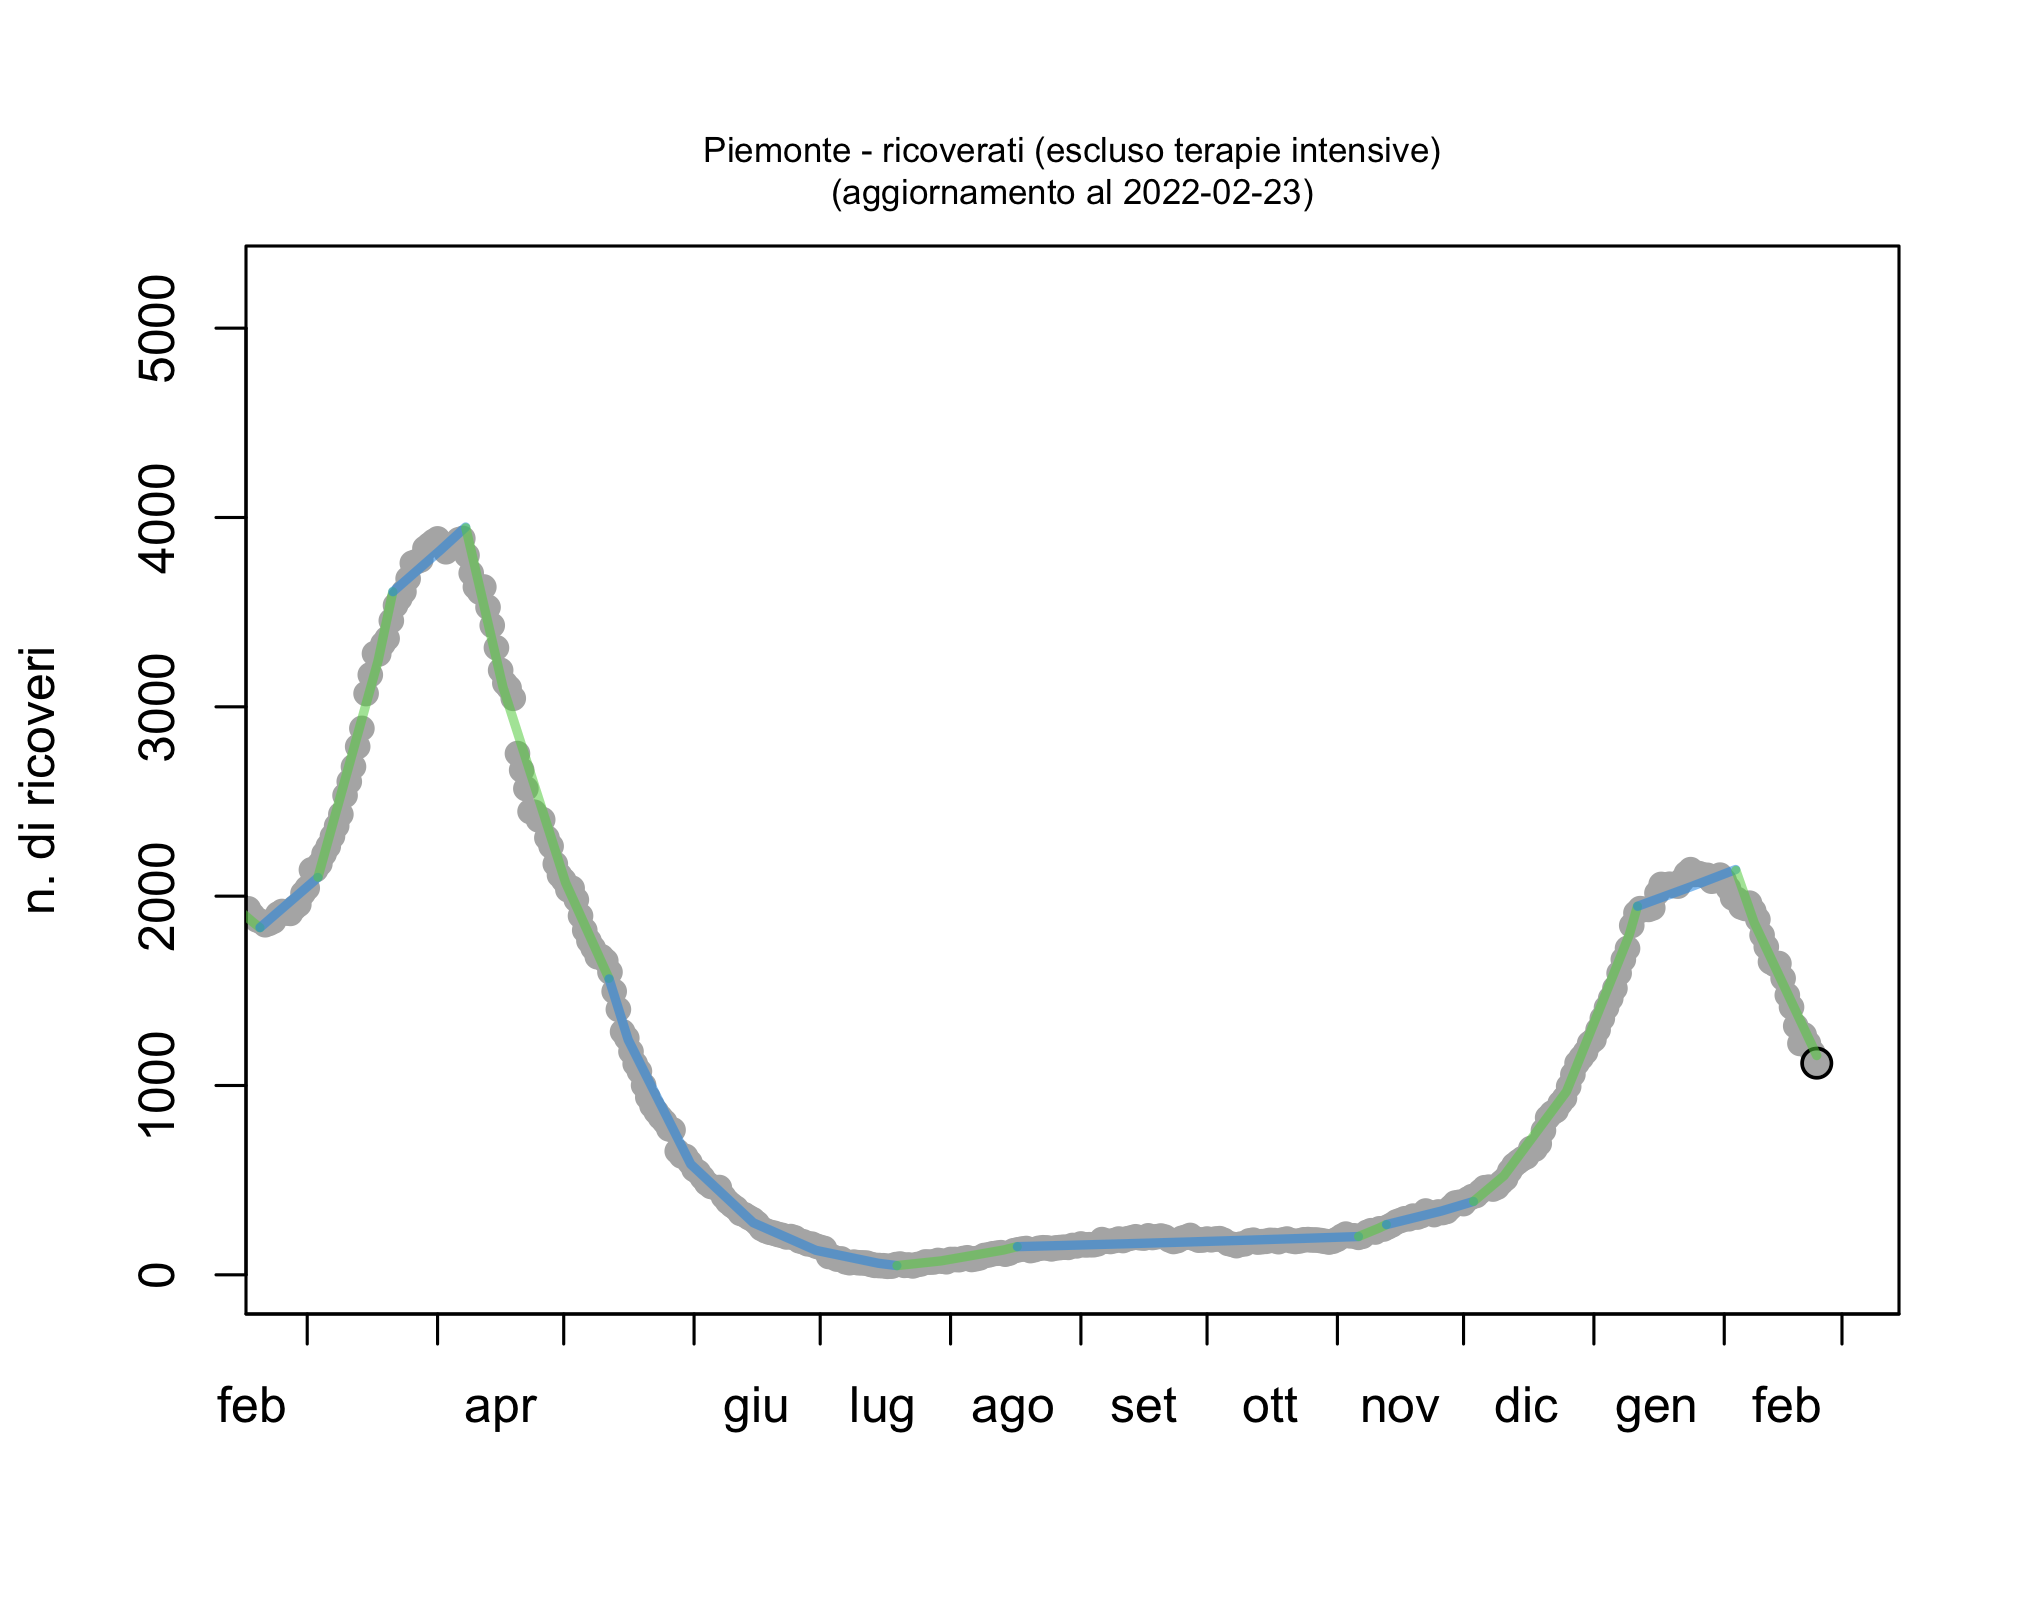 Piemonte - ricoverati (escluso terapie intensive)
(aggiornamento al 2022-02-23)
n. di ricoveri
5000
4000
3000
2000
1000
0
feb apr giu lug ago set ott nov dic gen feb